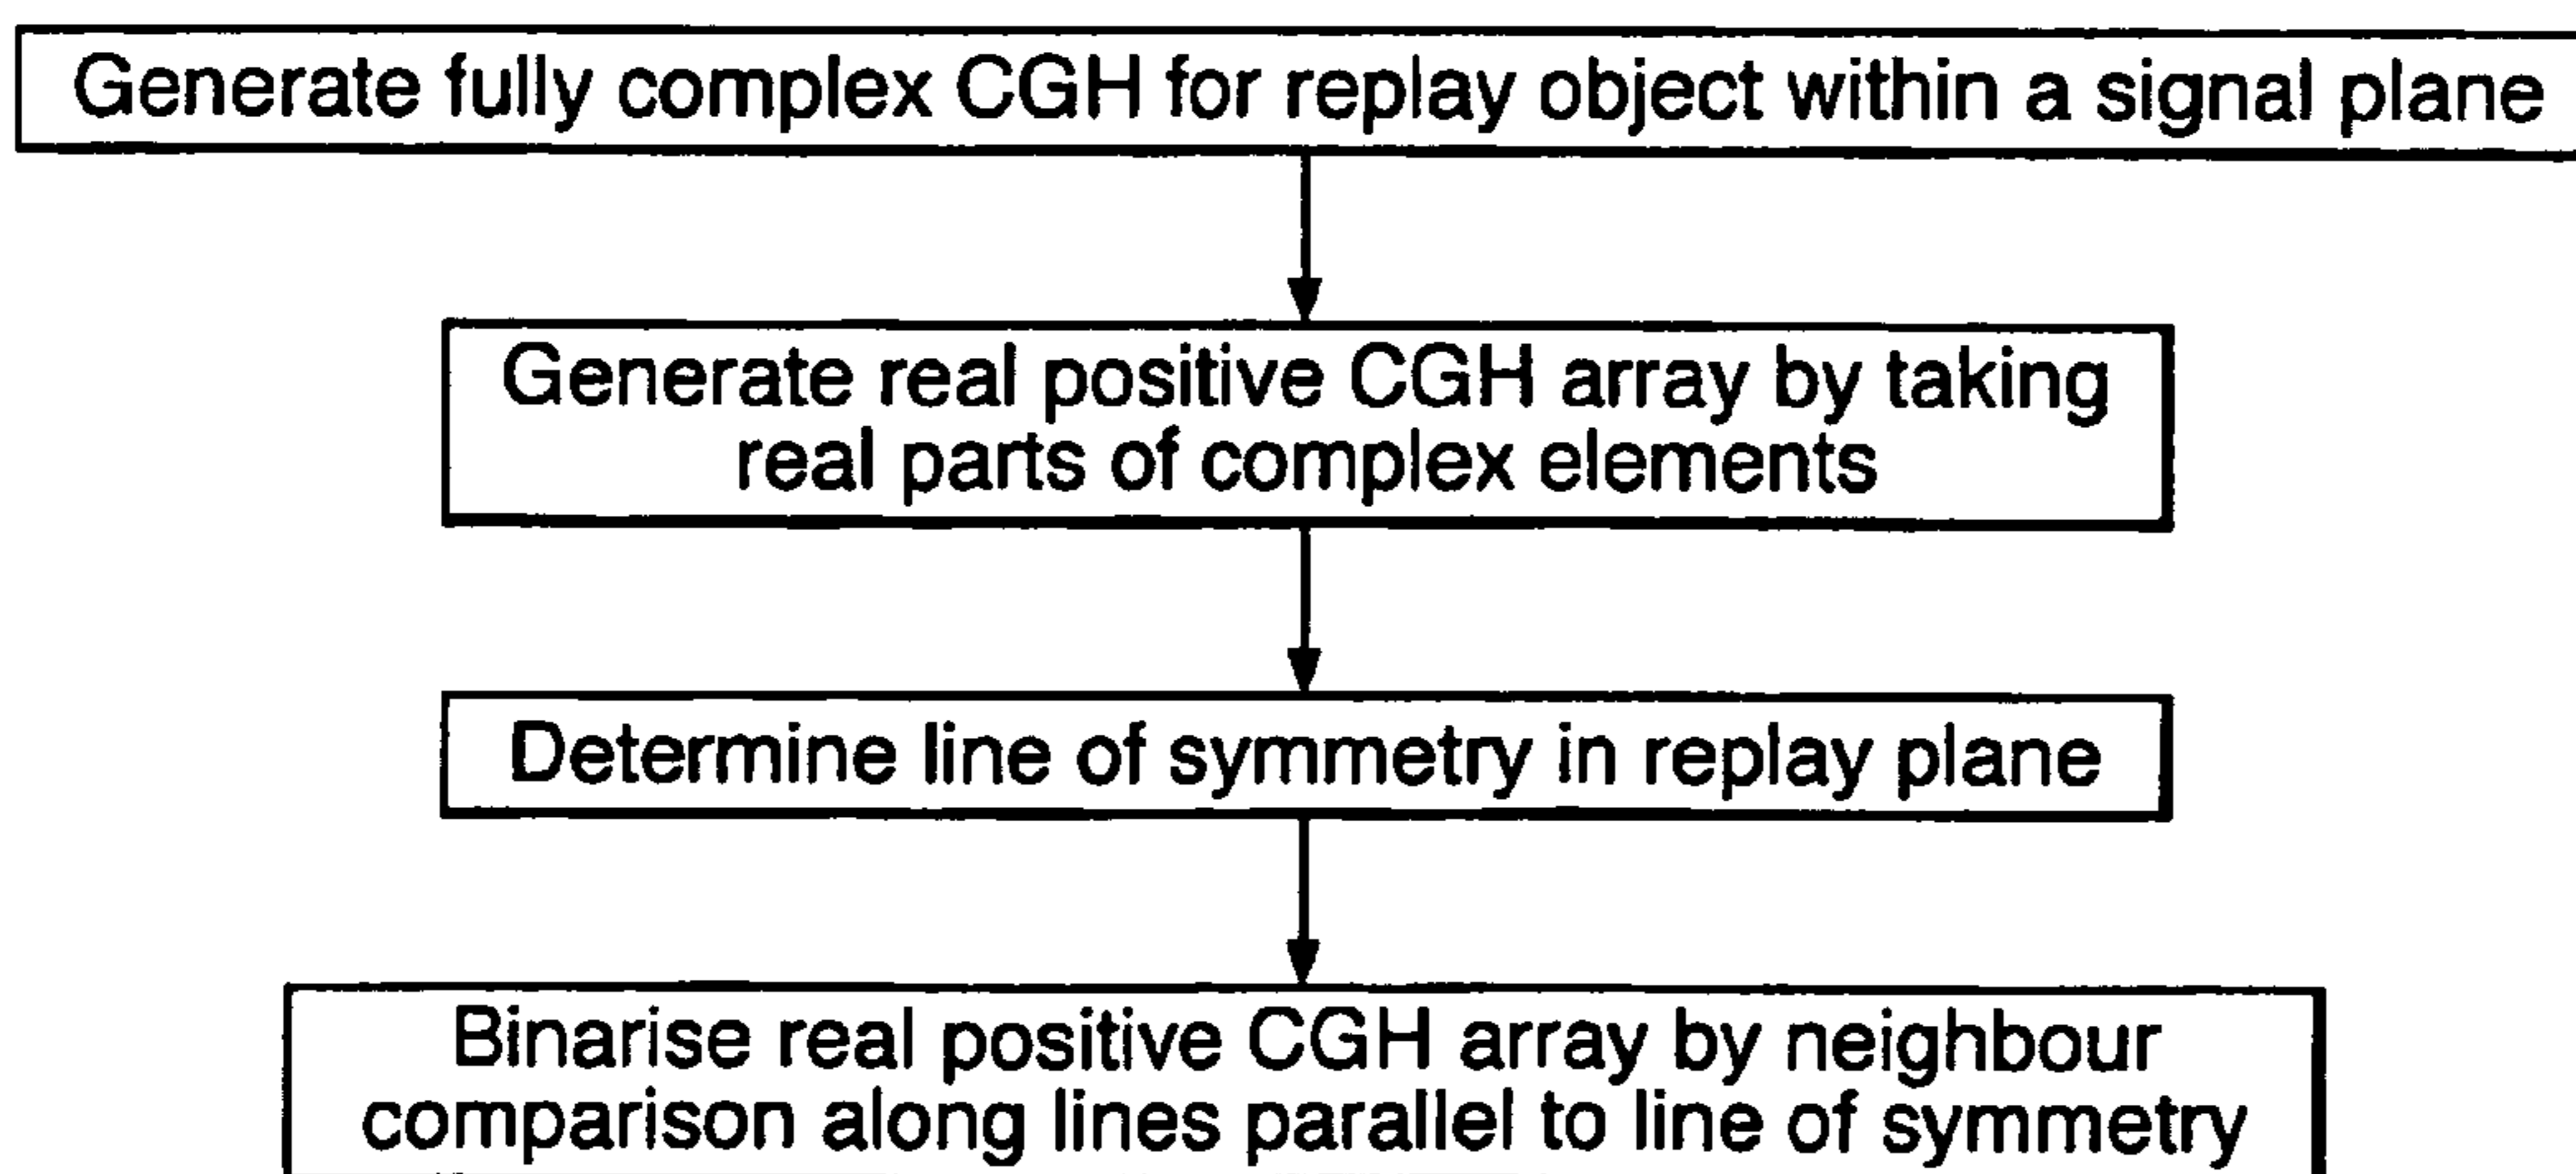 Generate fully complex CGH for replay object within a signal plane
Generate real positive CGH array by taking
real parts of complex elements
Determine line of symmetry in replay plane
Binarise real positive CGH array by neighbour
comparison along lines parallel to line of symmetry